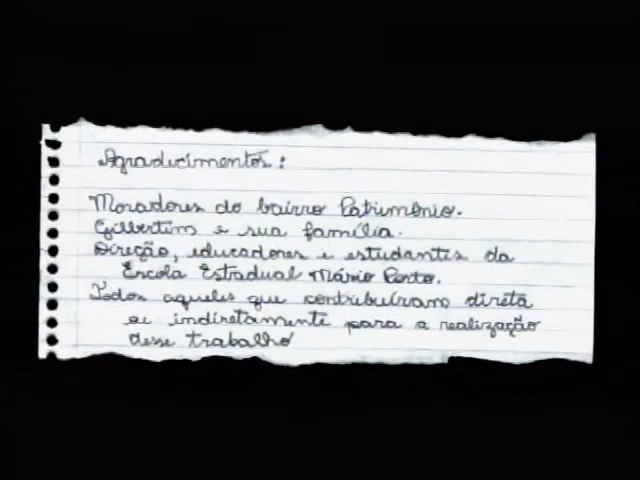 Agradecimentos:
Moradores do bairro Patrimônio.
Gilbertim e sua família.
Direção, educadores e estudantes da
Escola Estadual Mário Porto.
Todos aqueles que contribuíram direta
ou indiretamente para a realização
desse trabalho